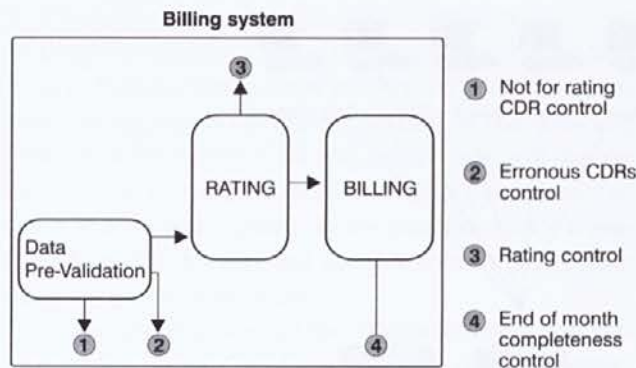 Billing system
3
RATING
BILLING
Data
Pre-Validation
1
2
4
1 Not for rating
CDR control
2 Erronous CDRs
control
3 Rating control
4 End of month
completeness
control